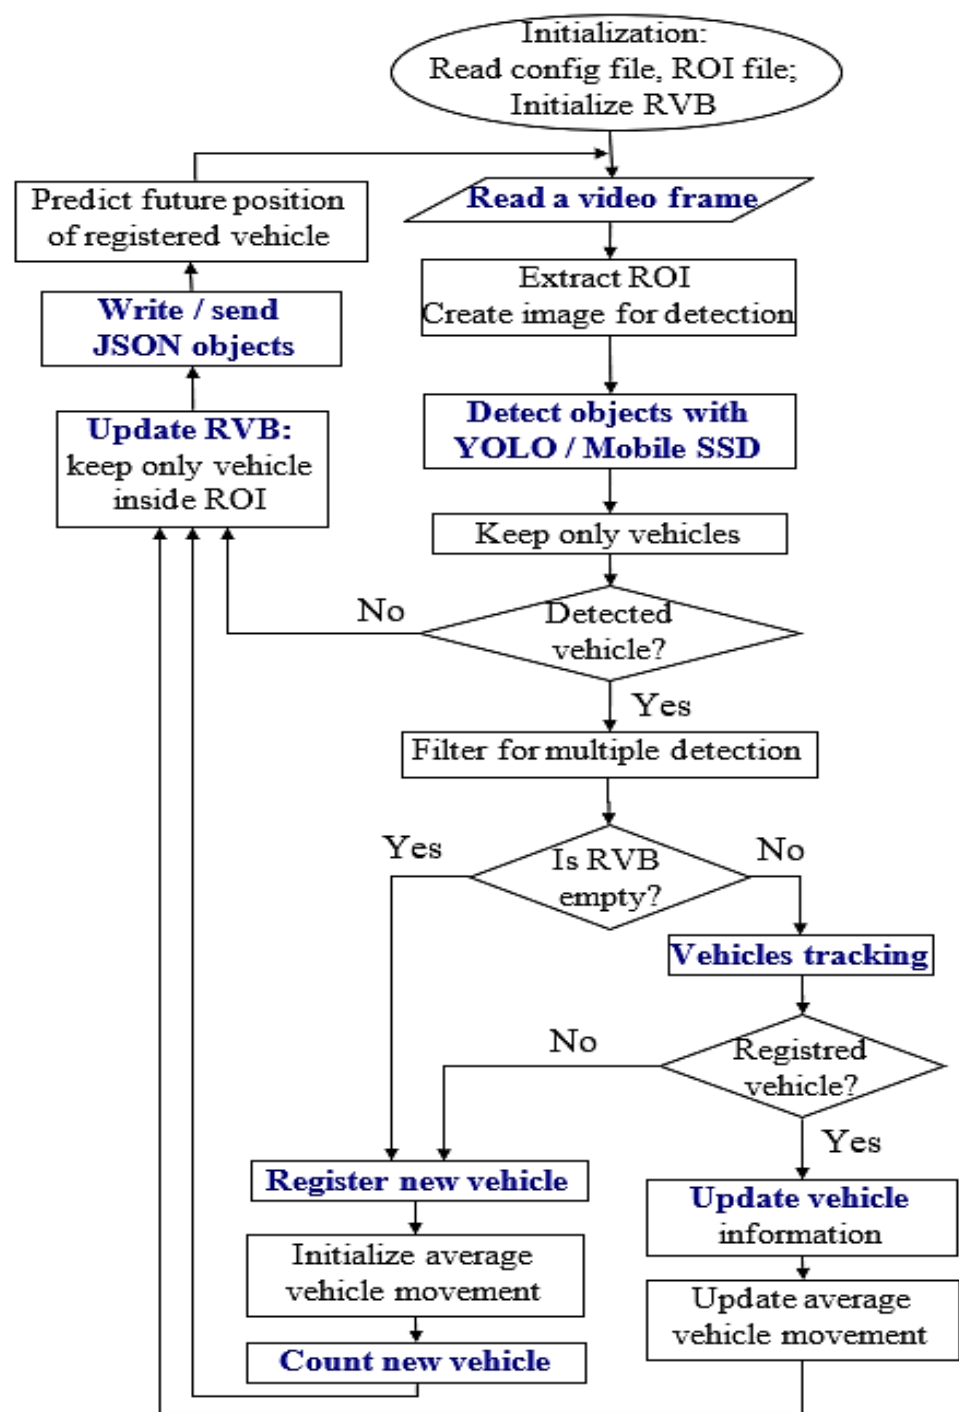 Initialization:
Read config file, ROI file;
Initialize RVB
Predict future position
of registered vehicle
Read a video frame
Write / send
JSON objects
Extract ROI
Create image for detection
Update RVB:
keep only vehicle
inside ROI
Detect objects with
YOLO / Mobile SSD
Keep only vehicles
No
Detected
vehicle?
Yes
Filter for multiple detection
Yes
Is RVB
empty?
No
Vehicles tracking
No
Registred
vehicle?
Yes
Register new vehicle
Update vehicle
information
Initialize average
vehicle movement
Update average
vehicle movement
Count new vehicle